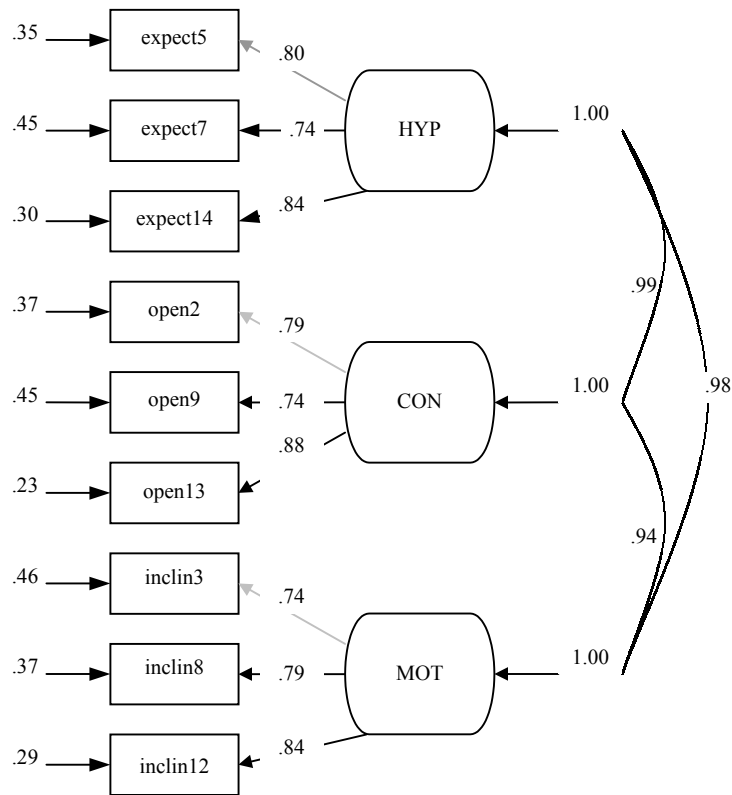 .35
expect5
.80
1.00
.45
expect7
.74
HYP
.30
expect14
.84
.99
.37
open2
.79
.98
1.00
.45
open9
.74
CON
.88
.23
open13
.94
.46
inclin3
.74
1.00
.37
inclin8
.79
MOT
.84
.29
inclin12